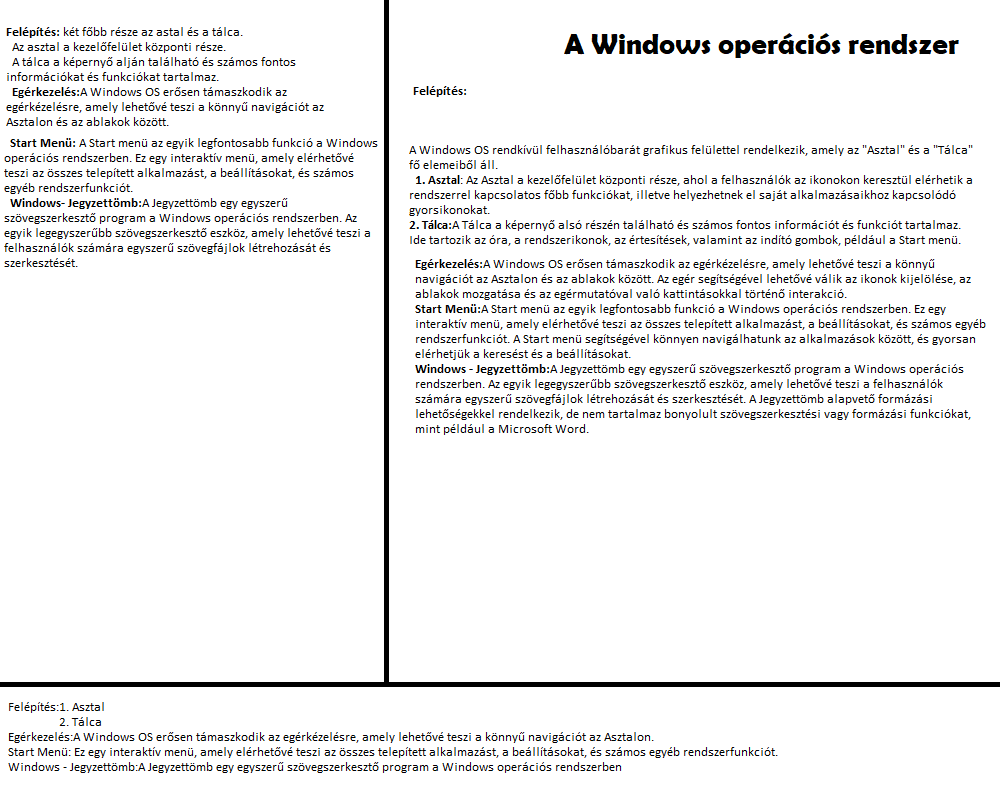 Felépítés: két főbb része az astal és a tálca.
Az asztal a kezelőfelület központi része.
A tálca a képernyő alján található és számos fontos
információkat és funkciókat tartalmaz.
Egérkezelés:A Windows OS erősen támaszkodik az
egérkézelésre, amely lehetővé teszi a könnyű navigációt az
Asztalon és az ablakok között.
Start Menü: A Start menü az egyik legfontosabb funkció a Windows
operációs rendszerben. Ez egy interaktív menü, amely elérhetővé
teszi az összes telepített alkalmazást, a beállításokat, és számos
egyéb rendszerfunkciót.
Windows- Jegyzettömb:A Jegyzettömb egy egyszerű
szövegszerkesztő program a Windows operációs rendszerben. Az
egyik legegyszerűbb szövegszerkesztő eszköz, amely lehetővé teszi a
felhasználók számára egyszerű szövegfájlok létrehozását és
szerkesztését.
A Windows operációs rendszer
Felépítés:
A Windows OS rendkívül felhasználóbarát grafikus felülettel rendelkezik, amely az "Asztal" és a "Tálca"
fő elemeiből áll.
1. Asztal: Az Asztal a kezelőfelület központi része, ahol a felhasználók az ikonokon keresztül elérhetik a
rendszerrel kapcsolatos főbb funkciókat, illetve helyezhetnek el saját alkalmazásaikhoz kapcsolódó
gyorsikonokat.
2. Tálca:A Tálca a képernyő alsó részén található és számos fontos információt és funkciót tartalmaz.
Ide tartozik az óra, a rendszerikonok, az értesítések, valamint az indító gombok, például a Start menü.
Egérkezelés:A Windows OS erősen támaszkodik az egérkézelésre, amely lehetővé teszi a könnyű
navigációt az Asztalon és az ablakok között. Az egér segítségével lehetővé válik az ikonok kijelölése, az
ablakok mozgatása és az egérmutatóval való kattintásokkal történő interakció.
Start Menü:A Start menü az egyik legfontosabb funkció a Windows operációs rendszerben. Ez egy
interaktív menü, amely elérhetővé teszi az összes telepített alkalmazást, a beállításokat, és számos egyéb
rendszerfunkciót. A Start menü segítségével könnyen navigálhatunk az alkalmazások között, és gyorsan
elérhetjük a keresést és a beállításokat.
Windows - Jegyzettömb:A Jegyzettömb egy egyszerű szövegszerkesztő program a Windows operációs
rendszerben. Az egyik legegyszerűbb szövegszerkesztő eszköz, amely lehetővé teszi a felhasználók
számára egyszerű szövegfájlok létrehozását és szerkesztését. A Jegyzettömb alapvető formázási
lehetőségekkel rendelkezik, de nem tartalmaz bonyolult szövegszerkesztési vagy formázási funkciókat,
mint például a Microsoft Word.
Felépítés:1. Asztal
2. Tálca
Egérkezelés:A Windows OS erősen támaszkodik az egérkézelésre, amely lehetővé teszi a könnyű navigációt az Asztalon.
Start Menü: Ez egy interaktív menü, amely elérhetővé teszi az összes telepített alkalmazást, a beállításokat, és számos egyéb rendszerfunkciót.
Windows - Jegyzettömb:A Jegyzettömb egy egyszerű szövegszerkesztő program a Windows operációs rendszerben